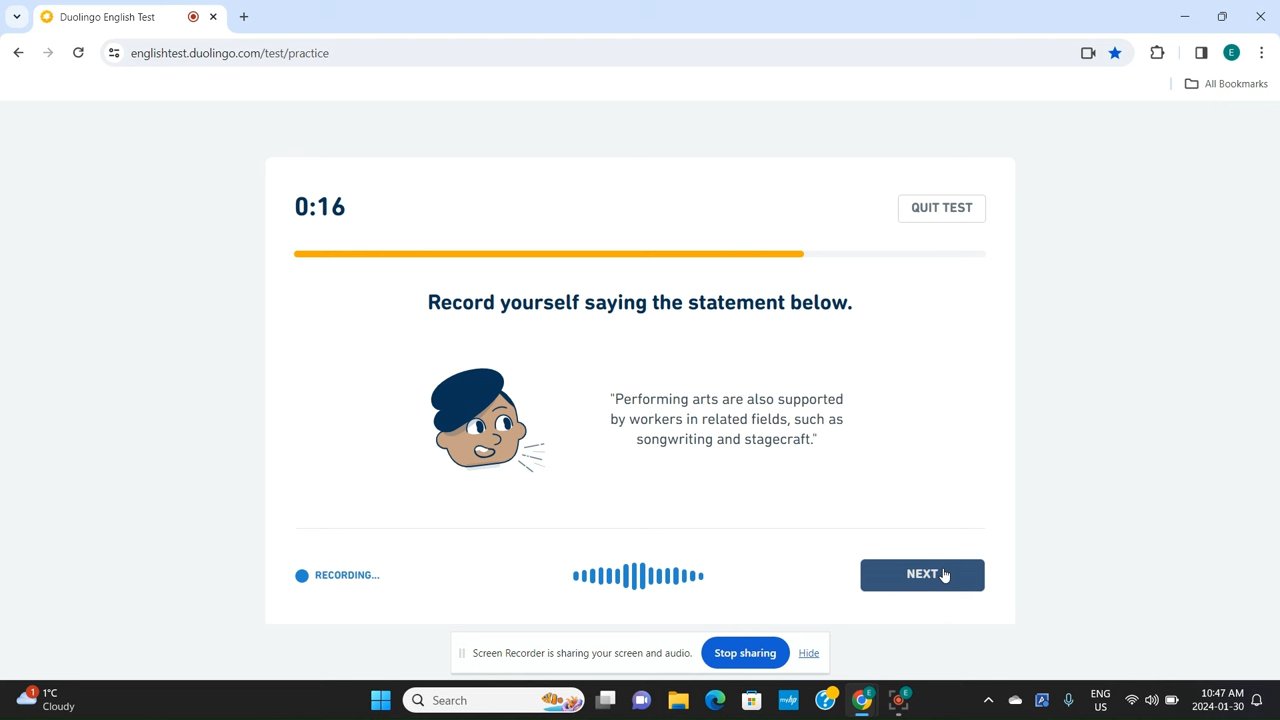 Duolingo English Test
englishtest.duolingo.com/test/practice
E
All Bookmarks
0:16
QUIT TEST
Record yourself saying the statement below.
"Performing arts are also supported
by workers in related fields, such as
songwriting and stagecraft."
RECORDING...
NEXT
Screen Recorder is sharing your screen and audio.
Stop sharing
Hide
1
1°C
Cloudy
Search
myhp
E
E
ENG
US
10:47 AM
2024-01-30